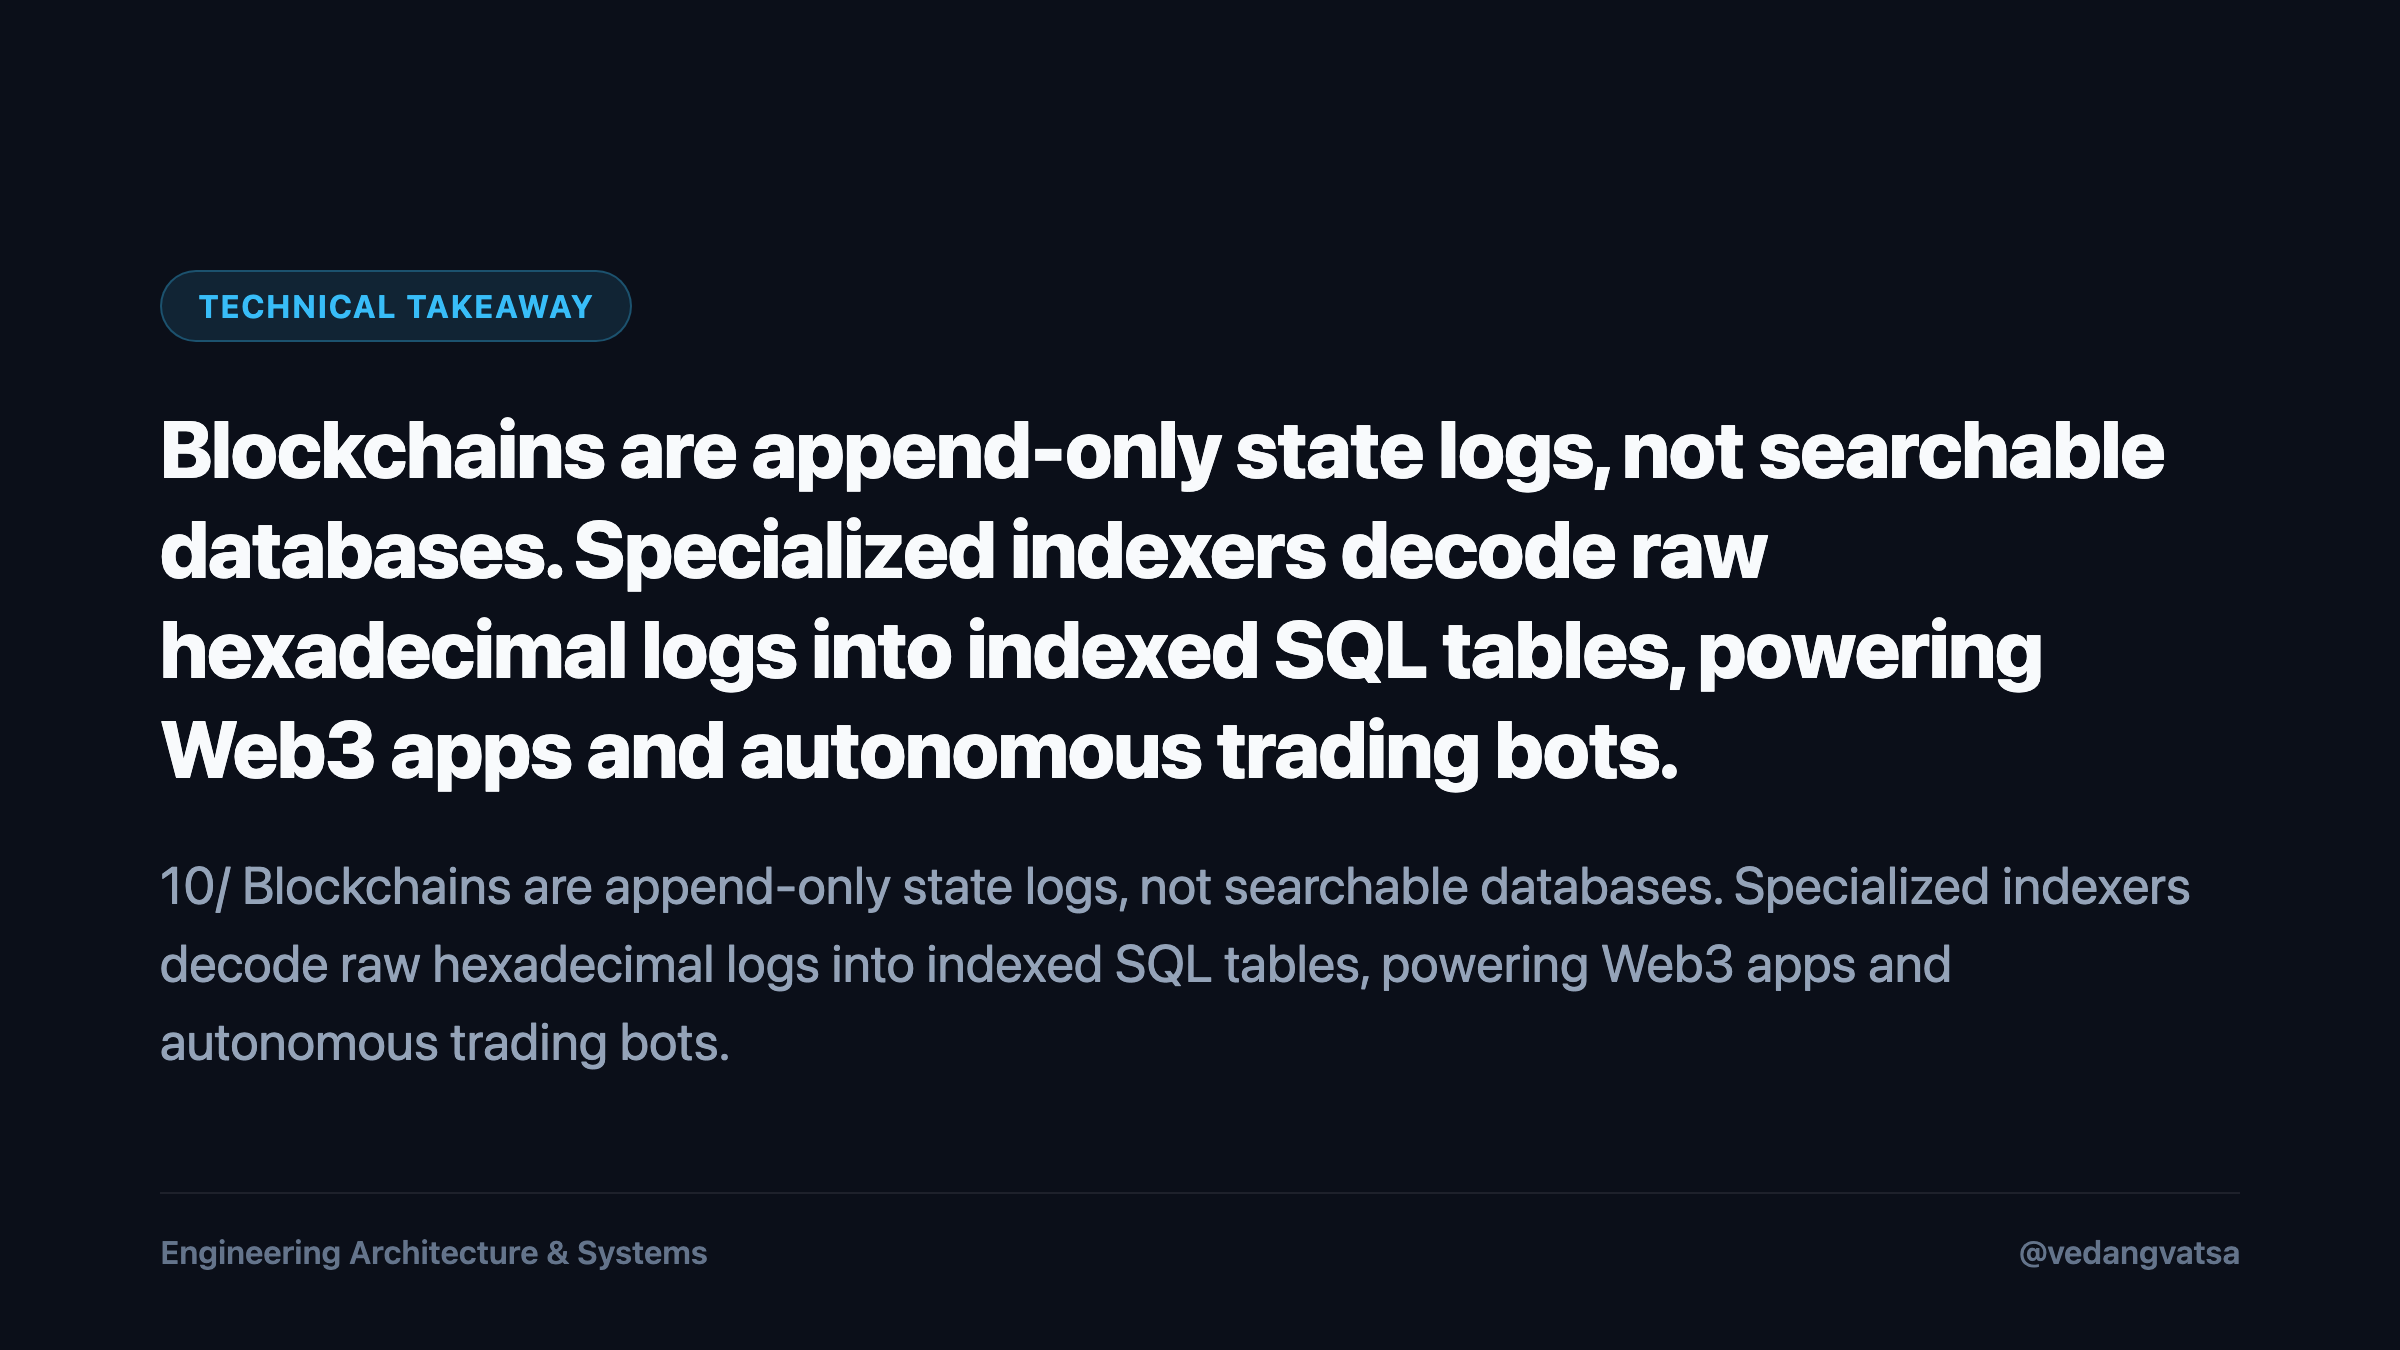 TECHNICAL TAKEAWAY
Blockchains are append-only state logs, not searchable
databases. Specialized indexers decode raw
hexadecimal logs into indexed SQL tables, powering
Web3 apps and autonomous trading bots.
10/ Blockchains are append-only state logs, not searchable databases. Specialized indexers
decode raw hexadecimal logs into indexed SQL tables, powering Web3 apps and
autonomous trading bots.
Engineering Architecture & Systems
@vedangvatsa